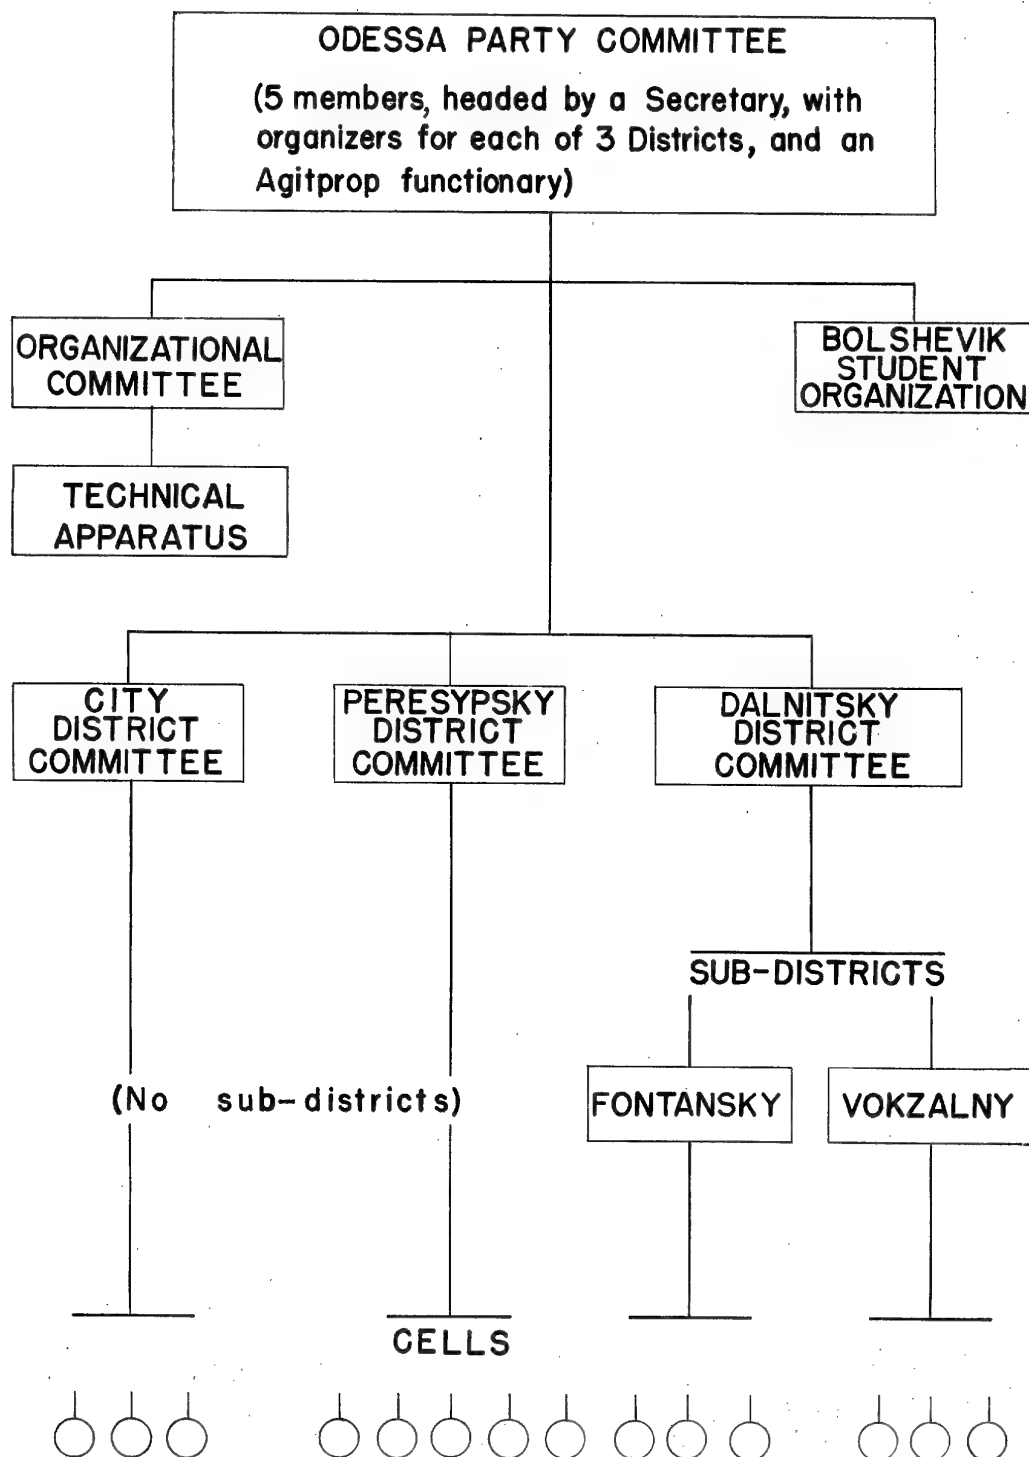 ODESSA PARTY COMMITTEE
(5 members, headed by a Secretary, with
organizers for each of 3 Districts, and an
Agitprop functionary)
ORGANIZATIONAL
COMMITTEE
BOLSHEVIK
STUDENT
ORGANIZATION
TECHNICAL
APPARATUS
CITY
DISTRICT
COMMITTEE
PERESYPSKY
DISTRICT
COMMITTEE
DALNITSKY
DISTRICT
COMMITTEE
SUB-DISTRICTS
(No sub-districts)
FONTANSKY
VOKZALNY
CELLS